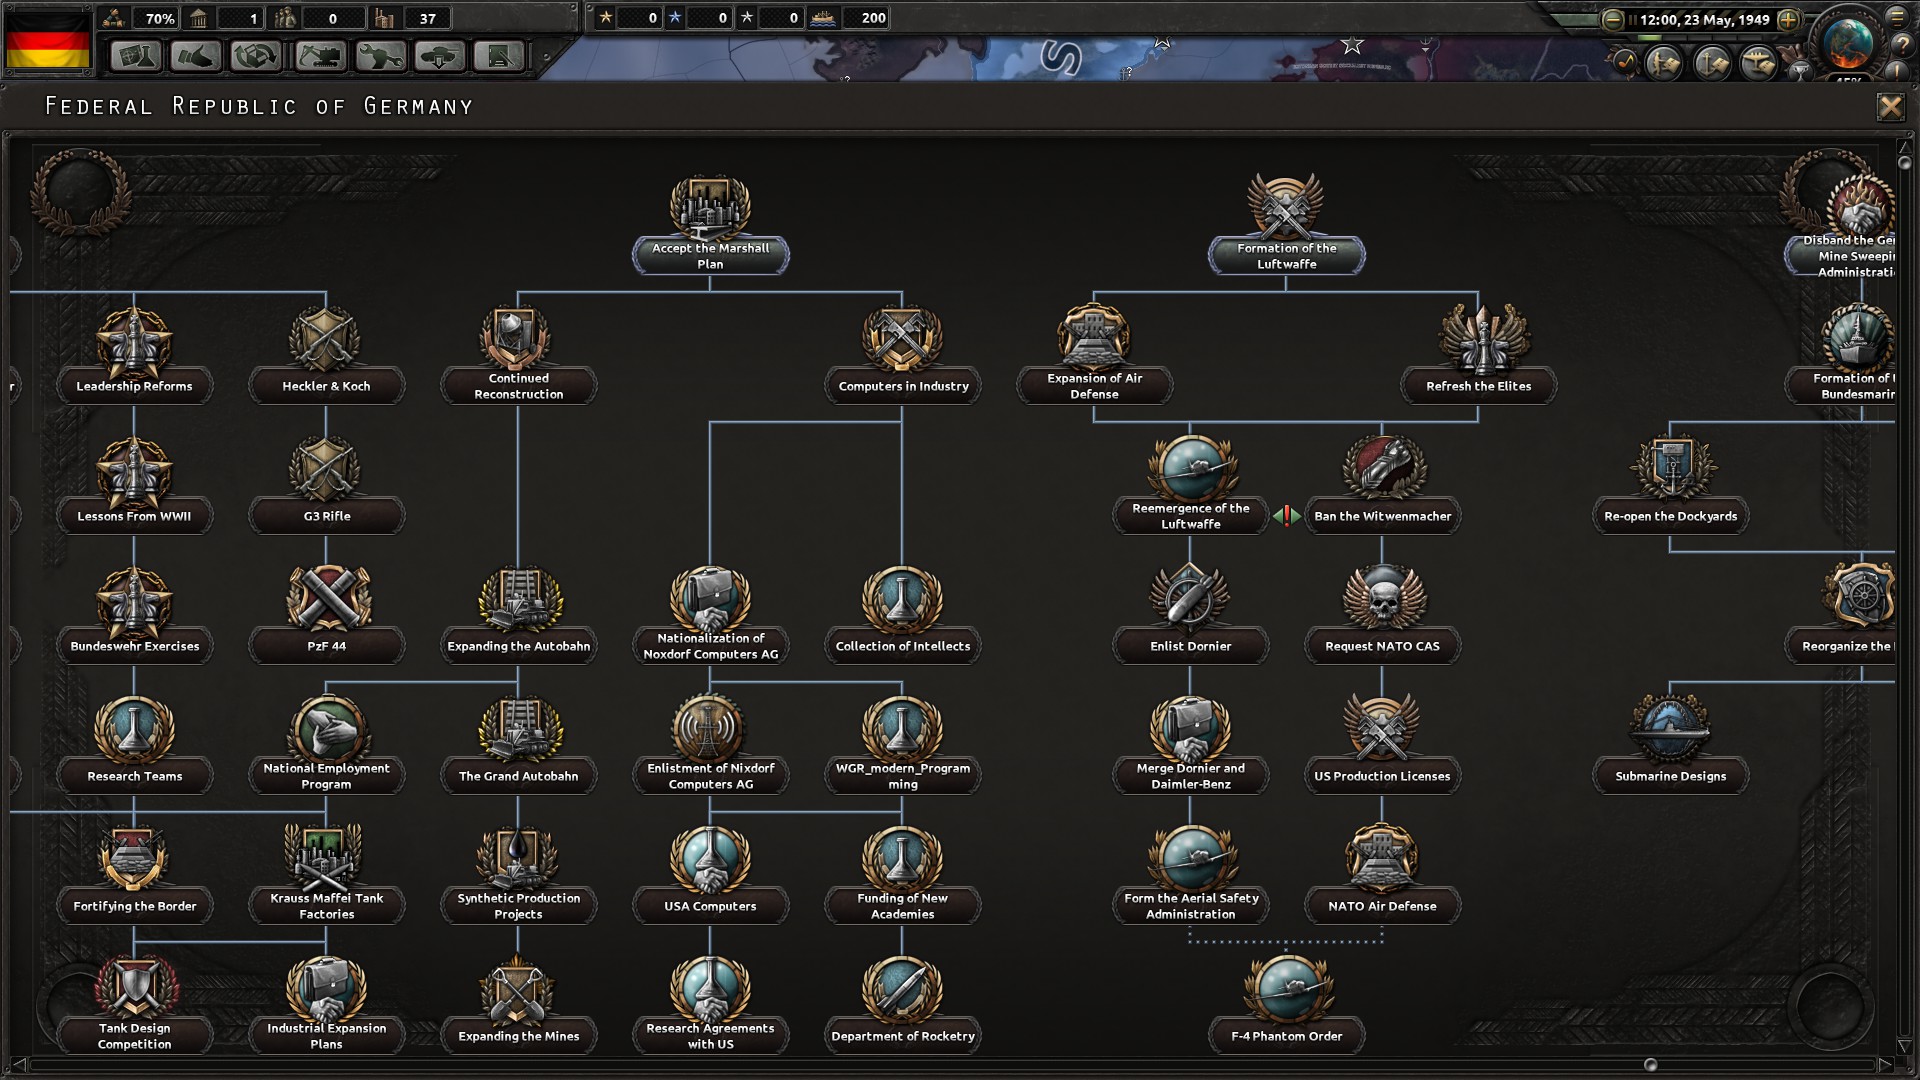 70%
1
0
37
0
0
0
200
12:00, 23 May, 1949
Federal Republic of Germany
Accept the Marshall
Plan
Formation of the
Luftwaffe
Disband the Ge
Mine Sweepi
Administrati
Leadership Reforms
Heckler & Koch
Continued
Reconstruction
Computers in Industry
Expansion of Air
Defense
Refresh the Elites
Formation of
Bundesmari
Lessons From WWII
G3 Rifle
Reemergence of the
Luftwaffe
Ban the Witwenmacher
Re-open the Dockyards
Bundeswehr Exercises
PzF 44
Expanding the Autobahn
Nationalization of
Noxdorf Computers AG
Collection of Intellects
Enlist Dornier
Request NATO CAS
Reorganize the
Research Teams
National Employment
Program
The Grand Autobahn
Enlistment of Nixdorf
Computers AG
WGR_modern_Program
ming
Merge Dornier and
Daimler-Benz
US Production Licenses
Submarine Designs
Fortifying the Border
Krauss Maffei Tank
Factories
Synthetic Production
Projects
USA Computers
Funding of New
Academies
Form the Aerial Safety
Administration
NATO Air Defense
Tank Design
Competition
Industrial Expansion
Plans
Expanding the Mines
Research Agreements
with US
Department of Rocketry
F-4 Phantom Order